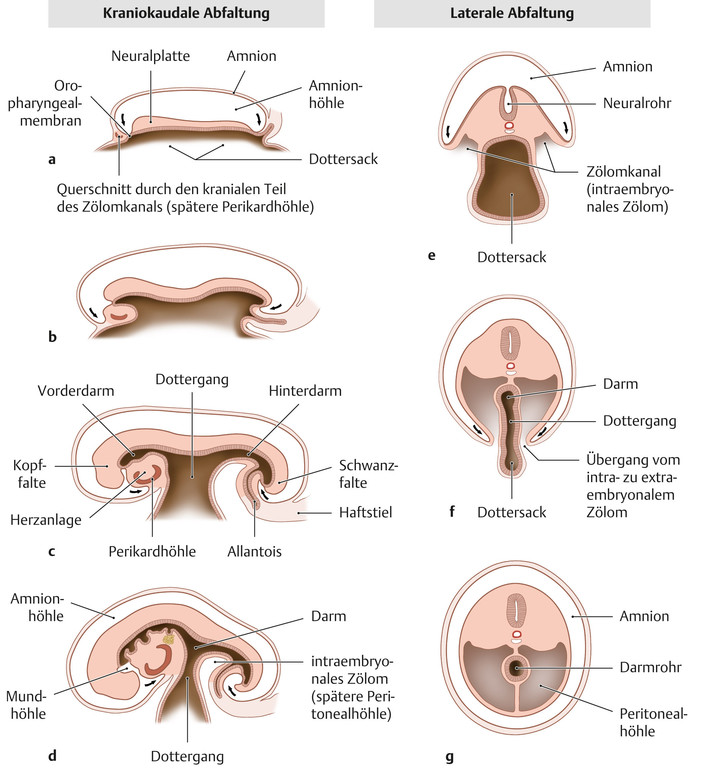 Kraniokaudale Abfaltung
Neuralplatte
Amnion
Oro-
pharyngeal-
membran
Amnion-
höhle
a
Dottersack
Querschnitt durch den kranialen Teil
des Zölomkanals (spätere Perikardhöhle)
b
Dottergang
Vorderdarm
Hinterdarm
Kopf-
falte
Schwanz-
falte
Herzanlage
Haftstiel
c
Perikardhöhle
Allantois
Amnion-
höhle
Darm
intraembryo-
nales Zölom
(spätere Peri-
tonealhöhle)
Mund-
höhle
d
Dottergang
Laterale Abfaltung
Amnion
Neuralrohr
Zölomkanal
(intraembryo-
nales Zölom)
e
Dottersack
Darm
Dottergang
Übergang vom
intra- zu extra-
embryonalem
Zölom
f
Dottersack
Amnion
Darmrohr
Peritoneal-
höhle
g